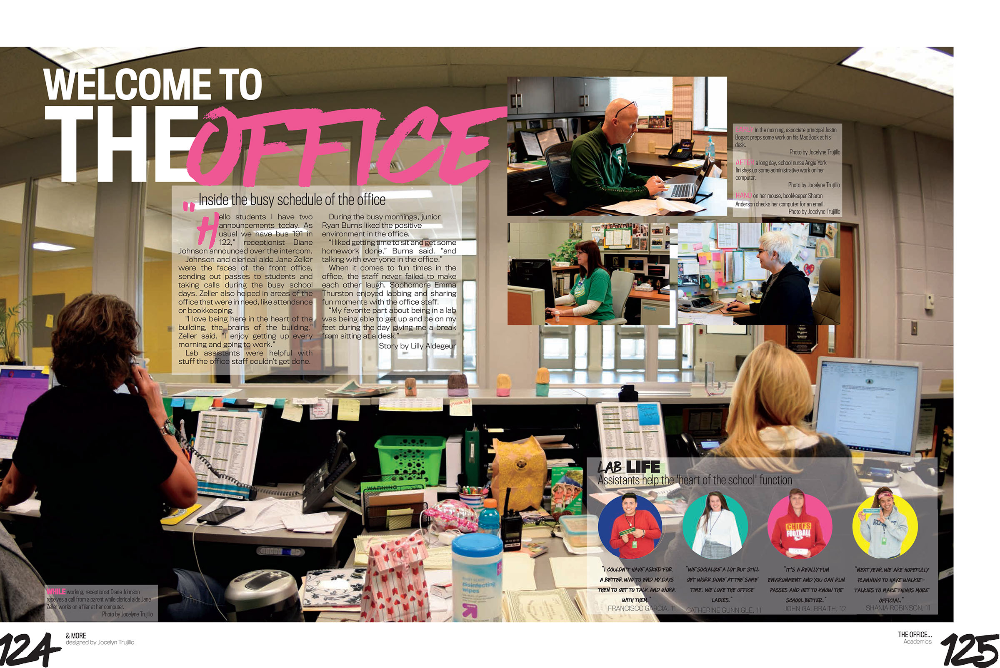 WELCOME TO
THE OFFICE
Inside the busy schedule of the office
"Hello students I have two
announcements today. As
usual we have bus 191 in
122,” receptionist Diane
Johnson announced over the intercom.
Johnson and clerical aide Jane Zeller
were the faces of the front office,
sending out passes to students and
taking calls during the busy school
days. Zeller also helped in areas of the
office that were in need, like attendance
or bookkeeping.
“I love being here in the heart of the
building, the brains of the building,”
Zeller said. “I enjoy getting up every
morning and going to work.”
Lab assistants were helpful with
stuff the office staff couldn’t get done.
During the busy mornings, junior
Ryan Burns liked the positive
environment in the office.
“I liked getting time to sit and get some
homework done,” Burns said. “and
talking with everyone in the office.”
When it comes to fun times in the
office, the staff never failed to make
each other laugh. Sophomore Emma
Thurston enjoyed labbing and sharing
fun moments with the office staff.
“My favorite part about being in a lab
was being able to get up and be on my
feet during the day giving me a break
from sitting at a desk.”
Story by Lilly Aldegeur
EARLY in the morning, associate principal Justin
Bogart preps some work on his MacBook at his
desk.
Photo by Jocelyne Trujillo
AFTER a long day, school nurse Angie York
finishes up some administrative work on her
computer.
Photo by Jocelyne Trujilllo
HAND on her mouse, bookkeeper Sharon
Anderson checks her computer for an email.
Photo by Jocelyne Trujilllo
WARNING
disinfecting
wipes
LAB LIFE
Assistants help the 'heart of the school' function
CHIEFS
FOOTBALL
"I COULDN'T HAVE ASKED FOR
A BETTER WAY TO END MY DAYS
THEN TO GET TO TALK AND WORK
WITH THEM."
FRANCISCO GARCIA, 11
"WE SOCIALIZE A LOT BUT STILL
GET WORK DONE AT THE SAME
TIME. WE LOVE THE OFFICE
LADIES."
CATHERINE GUNNIGLE, 11
"IT'S A REALLY FUN
ENVIRONMENT AND YOU CAN RUN
PASSES AND GET TO KNOW THE
SCHOOL BETTER."
JOHN GALBRAITH, 12
"NEXT YEAR WE ARE HOPEFULLY
PLANNING TO HAVE WALKIE-
TALKIES TO MAKE THINGS MORE
OFFICIAL."
SHANIA ROBINSON, 11
WHILE working, receptionist Diane Johnson
receives a call from a parent while clerical aide Jane
Zeller works on a filer at her computer.
Photo by Jocelyne Trujillo
124
& MORE
designed by Jocelyn Trujilio
THE OFFICE...
Academics
125